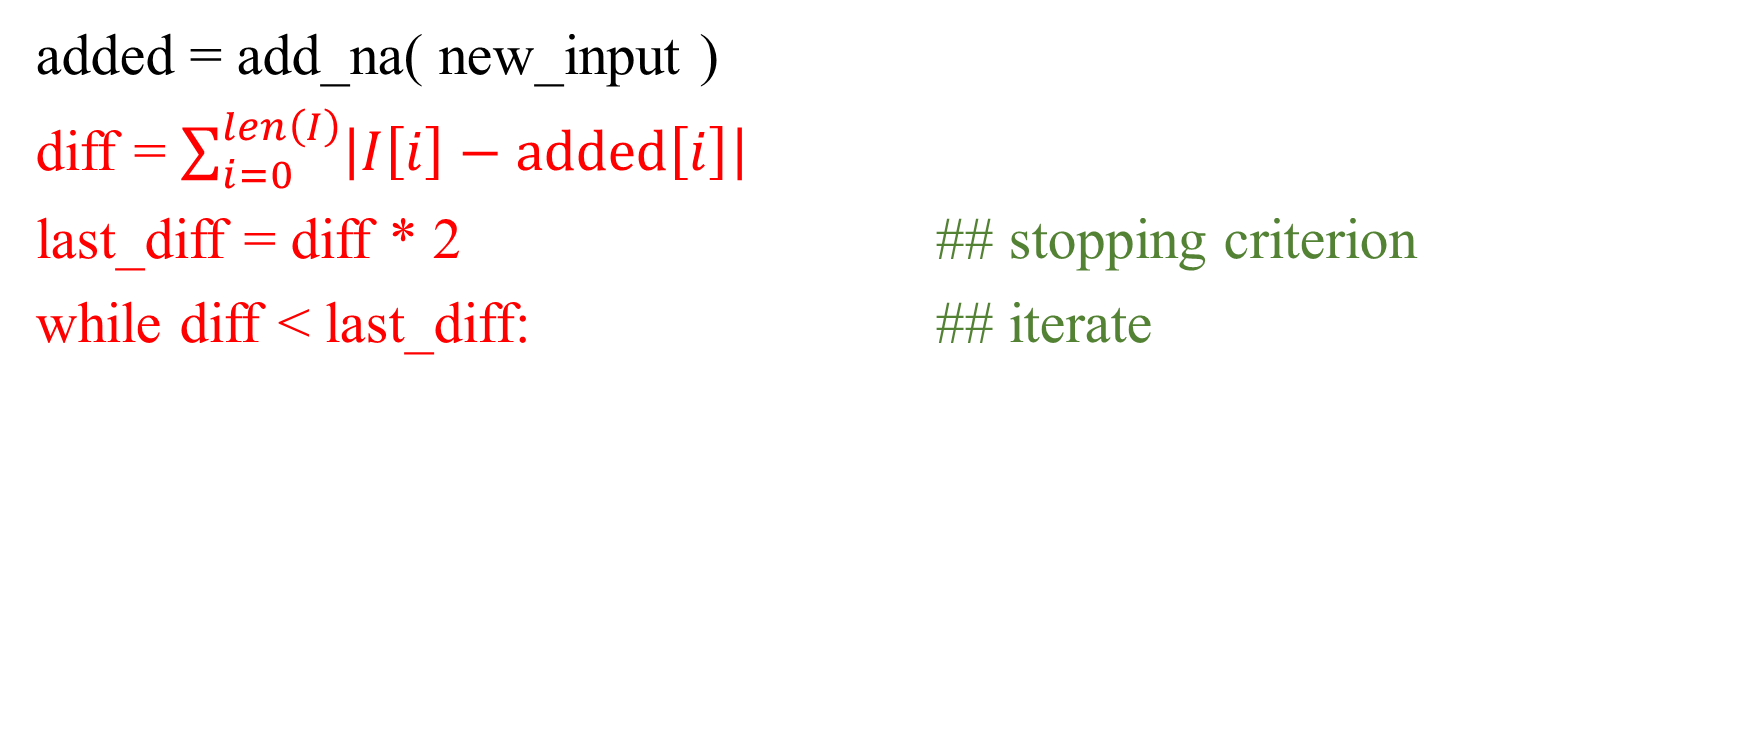 added = add_na( new_input )
diff = ∑_{i=0}^{len(I)}|I[i] − added[i]|
last_diff = diff * 2 ## stopping criterion
while diff < last_diff: ## iterate